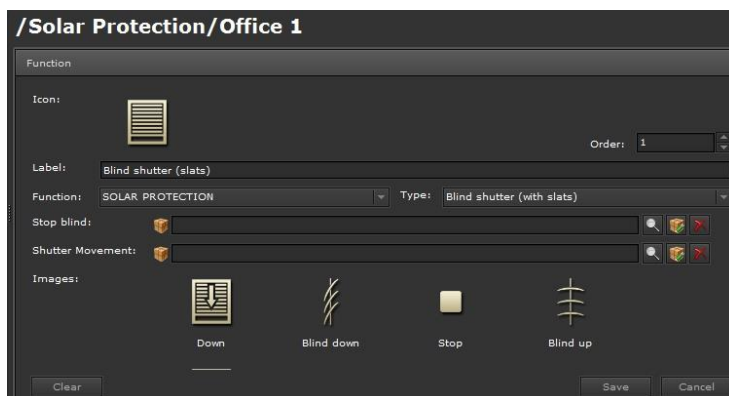 /Solar Protection/Office 1
Function
Icon:
Order: 1
Label: Blind shutter (slats)
Function: SOLAR PROTECTION Type: Blind shutter (with slats)
Stop blind:
Shutter Movement:
Images:
Down Blind down Stop Blind up
Clear Save Cancel